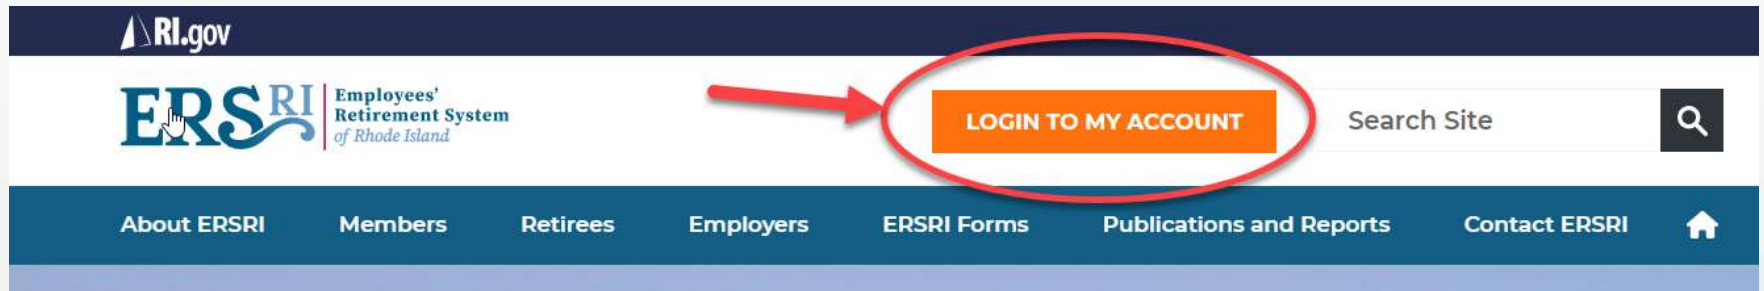 RI.gov
ERSRI
Employees'
Retirement System
of Rhode Island
LOGIN TO MY ACCOUNT
Search Site
About ERSRI
Members
Retirees
Employers
ERSRI Forms
Publications and Reports
Contact ERSRI